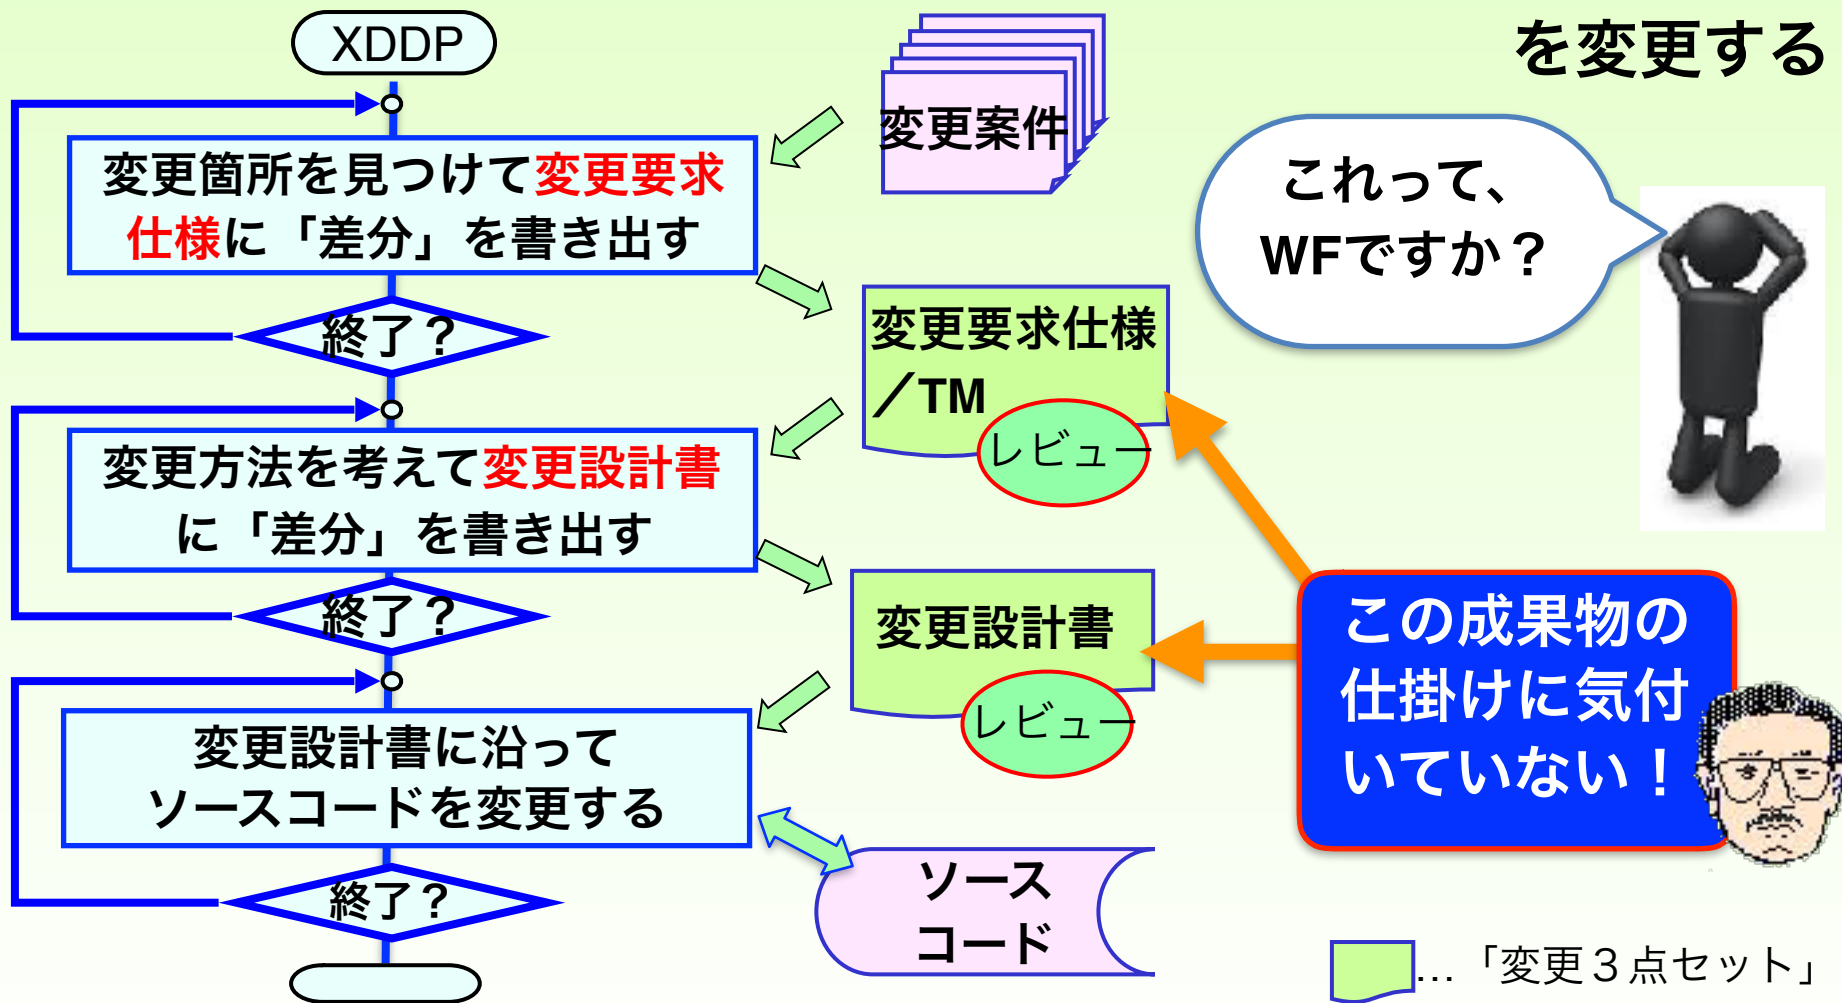 XDDP
を変更する
変更案件
変更箇所を見つけて変更要求
仕様に「差分」を書き出す
終了？
これって、
WFですか？
変更要求仕様
／TM
レビュー
変更方法を考えて変更設計書
に「差分」を書き出す
終了？
変更設計書
レビュー
この成果物の
仕掛けに気付
いていない！
変更設計書に沿って
ソースコードを変更する
終了？
ソース
コード
…「変更３点セット」